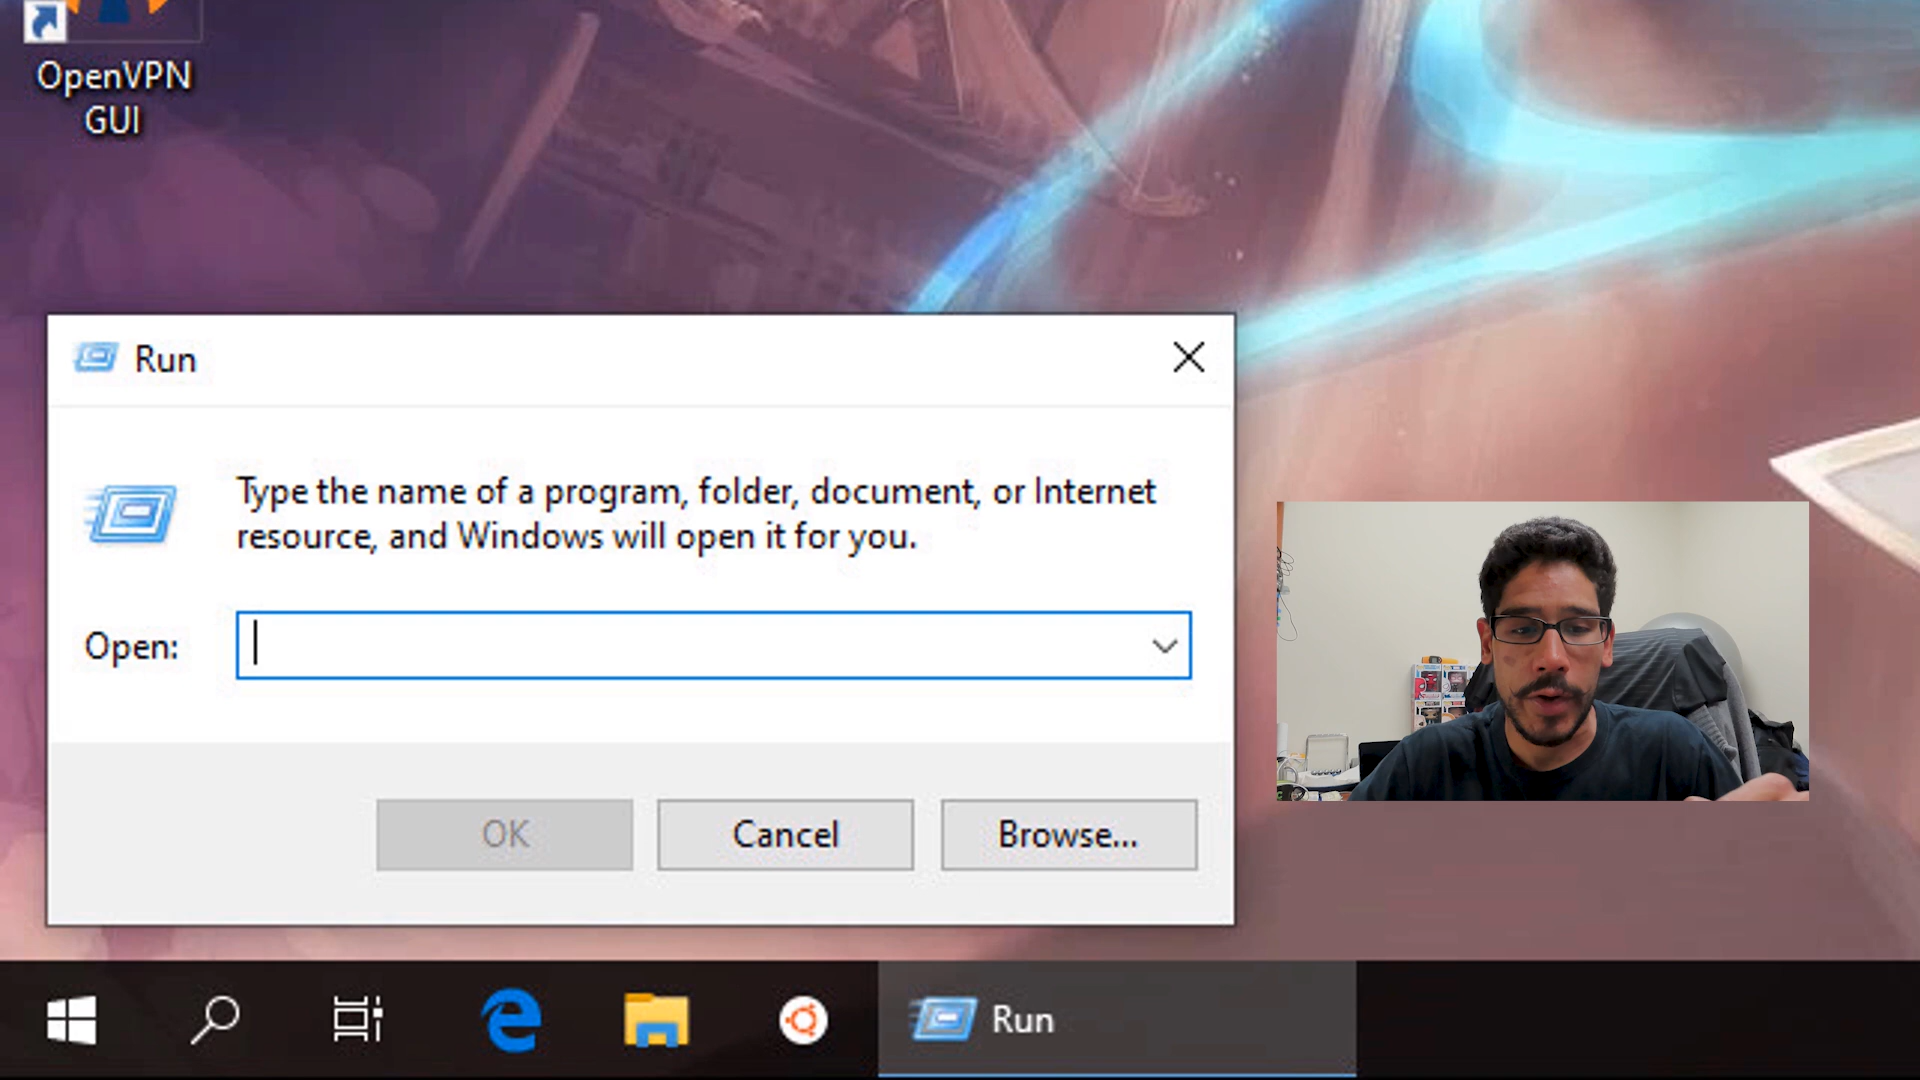 OpenVPN
GUI
Run
Type the name of a program, folder, document, or Internet
resource, and Windows will open it for you.
Open:
OK
Cancel
Browse...
Run